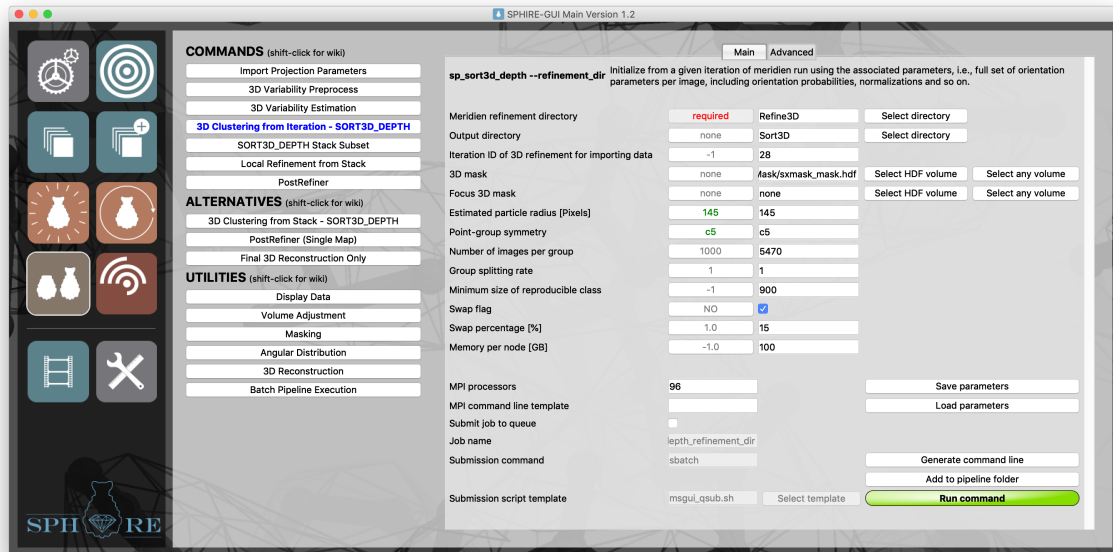 SPHIRE-GUI Main Version 1.2
COMMANDS (shift-click for wiki)
Import Projection Parameters
3D Variability Preprocess
3D Variability Estimation
3D Clustering from Iteration - SORT3D_DEPTH
SORT3D_DEPTH Stack Subset
Local Refinement from Stack
PostRefiner
ALTERNATIVES (shift-click for wiki)
3D Clustering from Stack - SORT3D_DEPTH
PostRefiner (Single Map)
Final 3D Reconstruction Only
UTILITIES (shift-click for wiki)
Display Data
Volume Adjustment
Masking
Angular Distribution
3D Reconstruction
Batch Pipeline Execution
SPHIRE
Main Advanced
sp_sort3d_depth --refinement_dir Initialize from a given iteration of meridien run using the associated parameters, i.e., full set of orientation
parameters per image, including orientation probabilities, normalizations and so on.
Meridien refinement directory required Refine3D Select directory
Output directory none Sort3D Select directory
Iteration ID of 3D refinement for importing data -1 28
3D mask none Mask/sxmask_mask.hdf Select HDF volume Select any volume
Focus 3D mask none none Select HDF volume Select any volume
Estimated particle radius [Pixels] 145 145
Point-group symmetry c5 c5
Number of images per group 1000 5470
Group splitting rate 1 1
Minimum size of reproducible class -1 900
Swap flag NO
Swap percentage [%] 1.0 15
Memory per node [GB] -1.0 100
MPI processors 96 Save parameters
MPI command line template Load parameters
Submit job to queue
Job name depth_refinement_dir
Submission command sbatch Generate command line
Add to pipeline folder
Submission script template msgui_qsub.sh Select template Run command